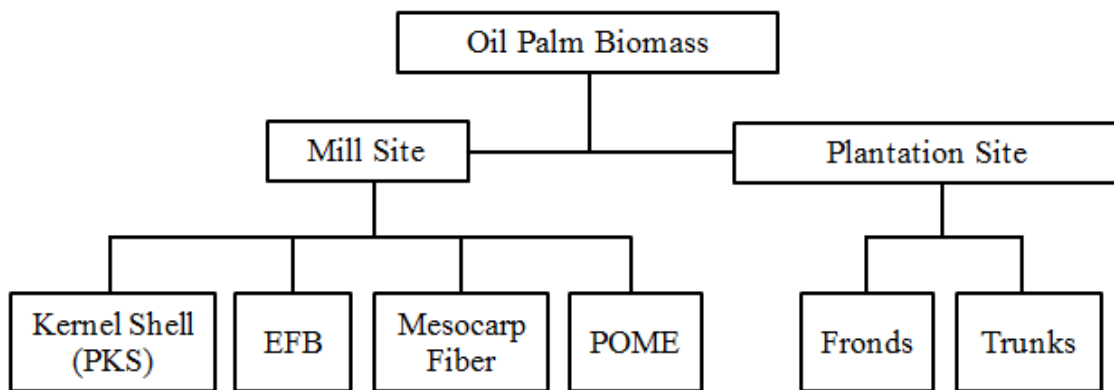 Oil Palm Biomass
Mill Site
Plantation Site
Kernel Shell
(PKS)
EFB
Mesocarp
Fiber
POME
Fronds
Trunks